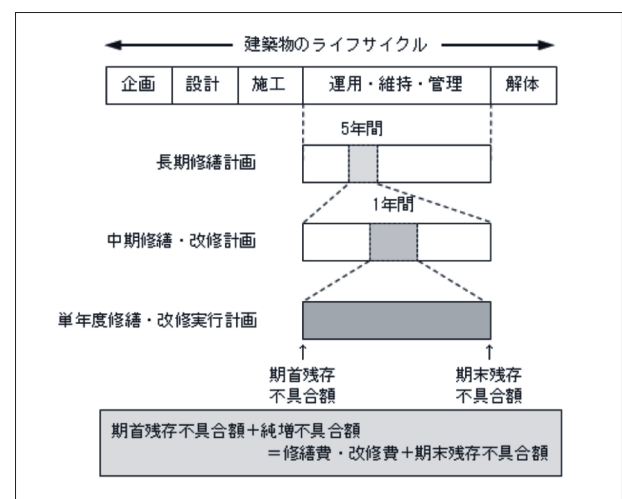 建築物のライフサイクル
企画 設計 施工 運用・維持・管理 解体
5年間
長期修繕計画
1年間
中期修繕・改修計画
単年度修繕・改修実行計画
期首残存
不具合額
期末残存
不具合額
期首残存不具合額+純増不具合額
=修繕費・改修費+期末残存不具合額